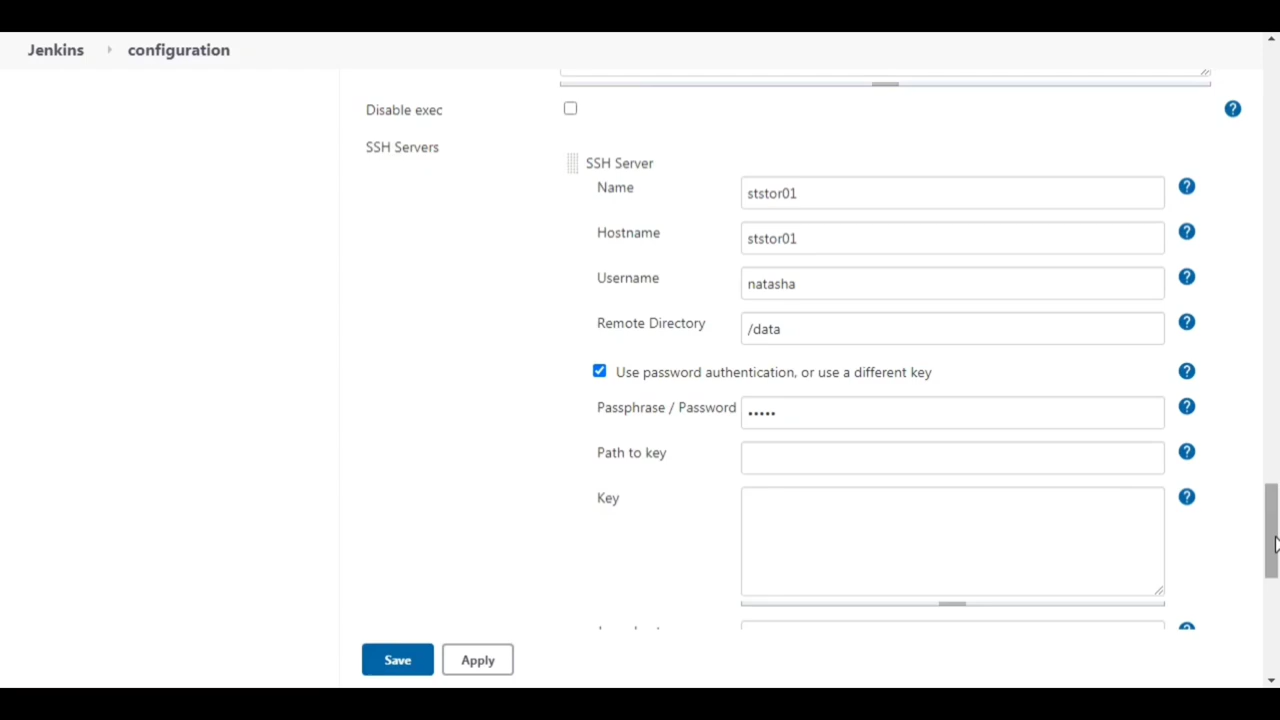 Jenkins configuration
Disable exec
SSH Servers
SSH Server
Name ststor01
Hostname ststor01
Username natasha
Remote Directory /data
Use password authentication, or use a different key
Passphrase / Password •••••
Path to key
Key
Save Apply